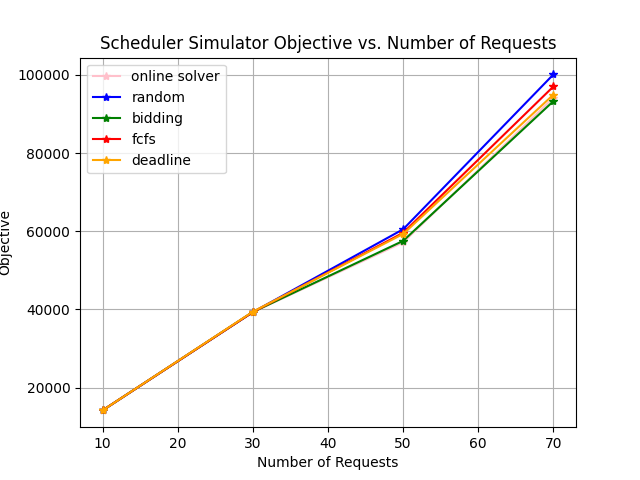 Scheduler Simulator Objective vs. Number of Requests
online solver
random
bidding
fcfs
deadline
100000
80000
60000
40000
20000
Objective
10 20 30 40 50 60 70
Number of Requests